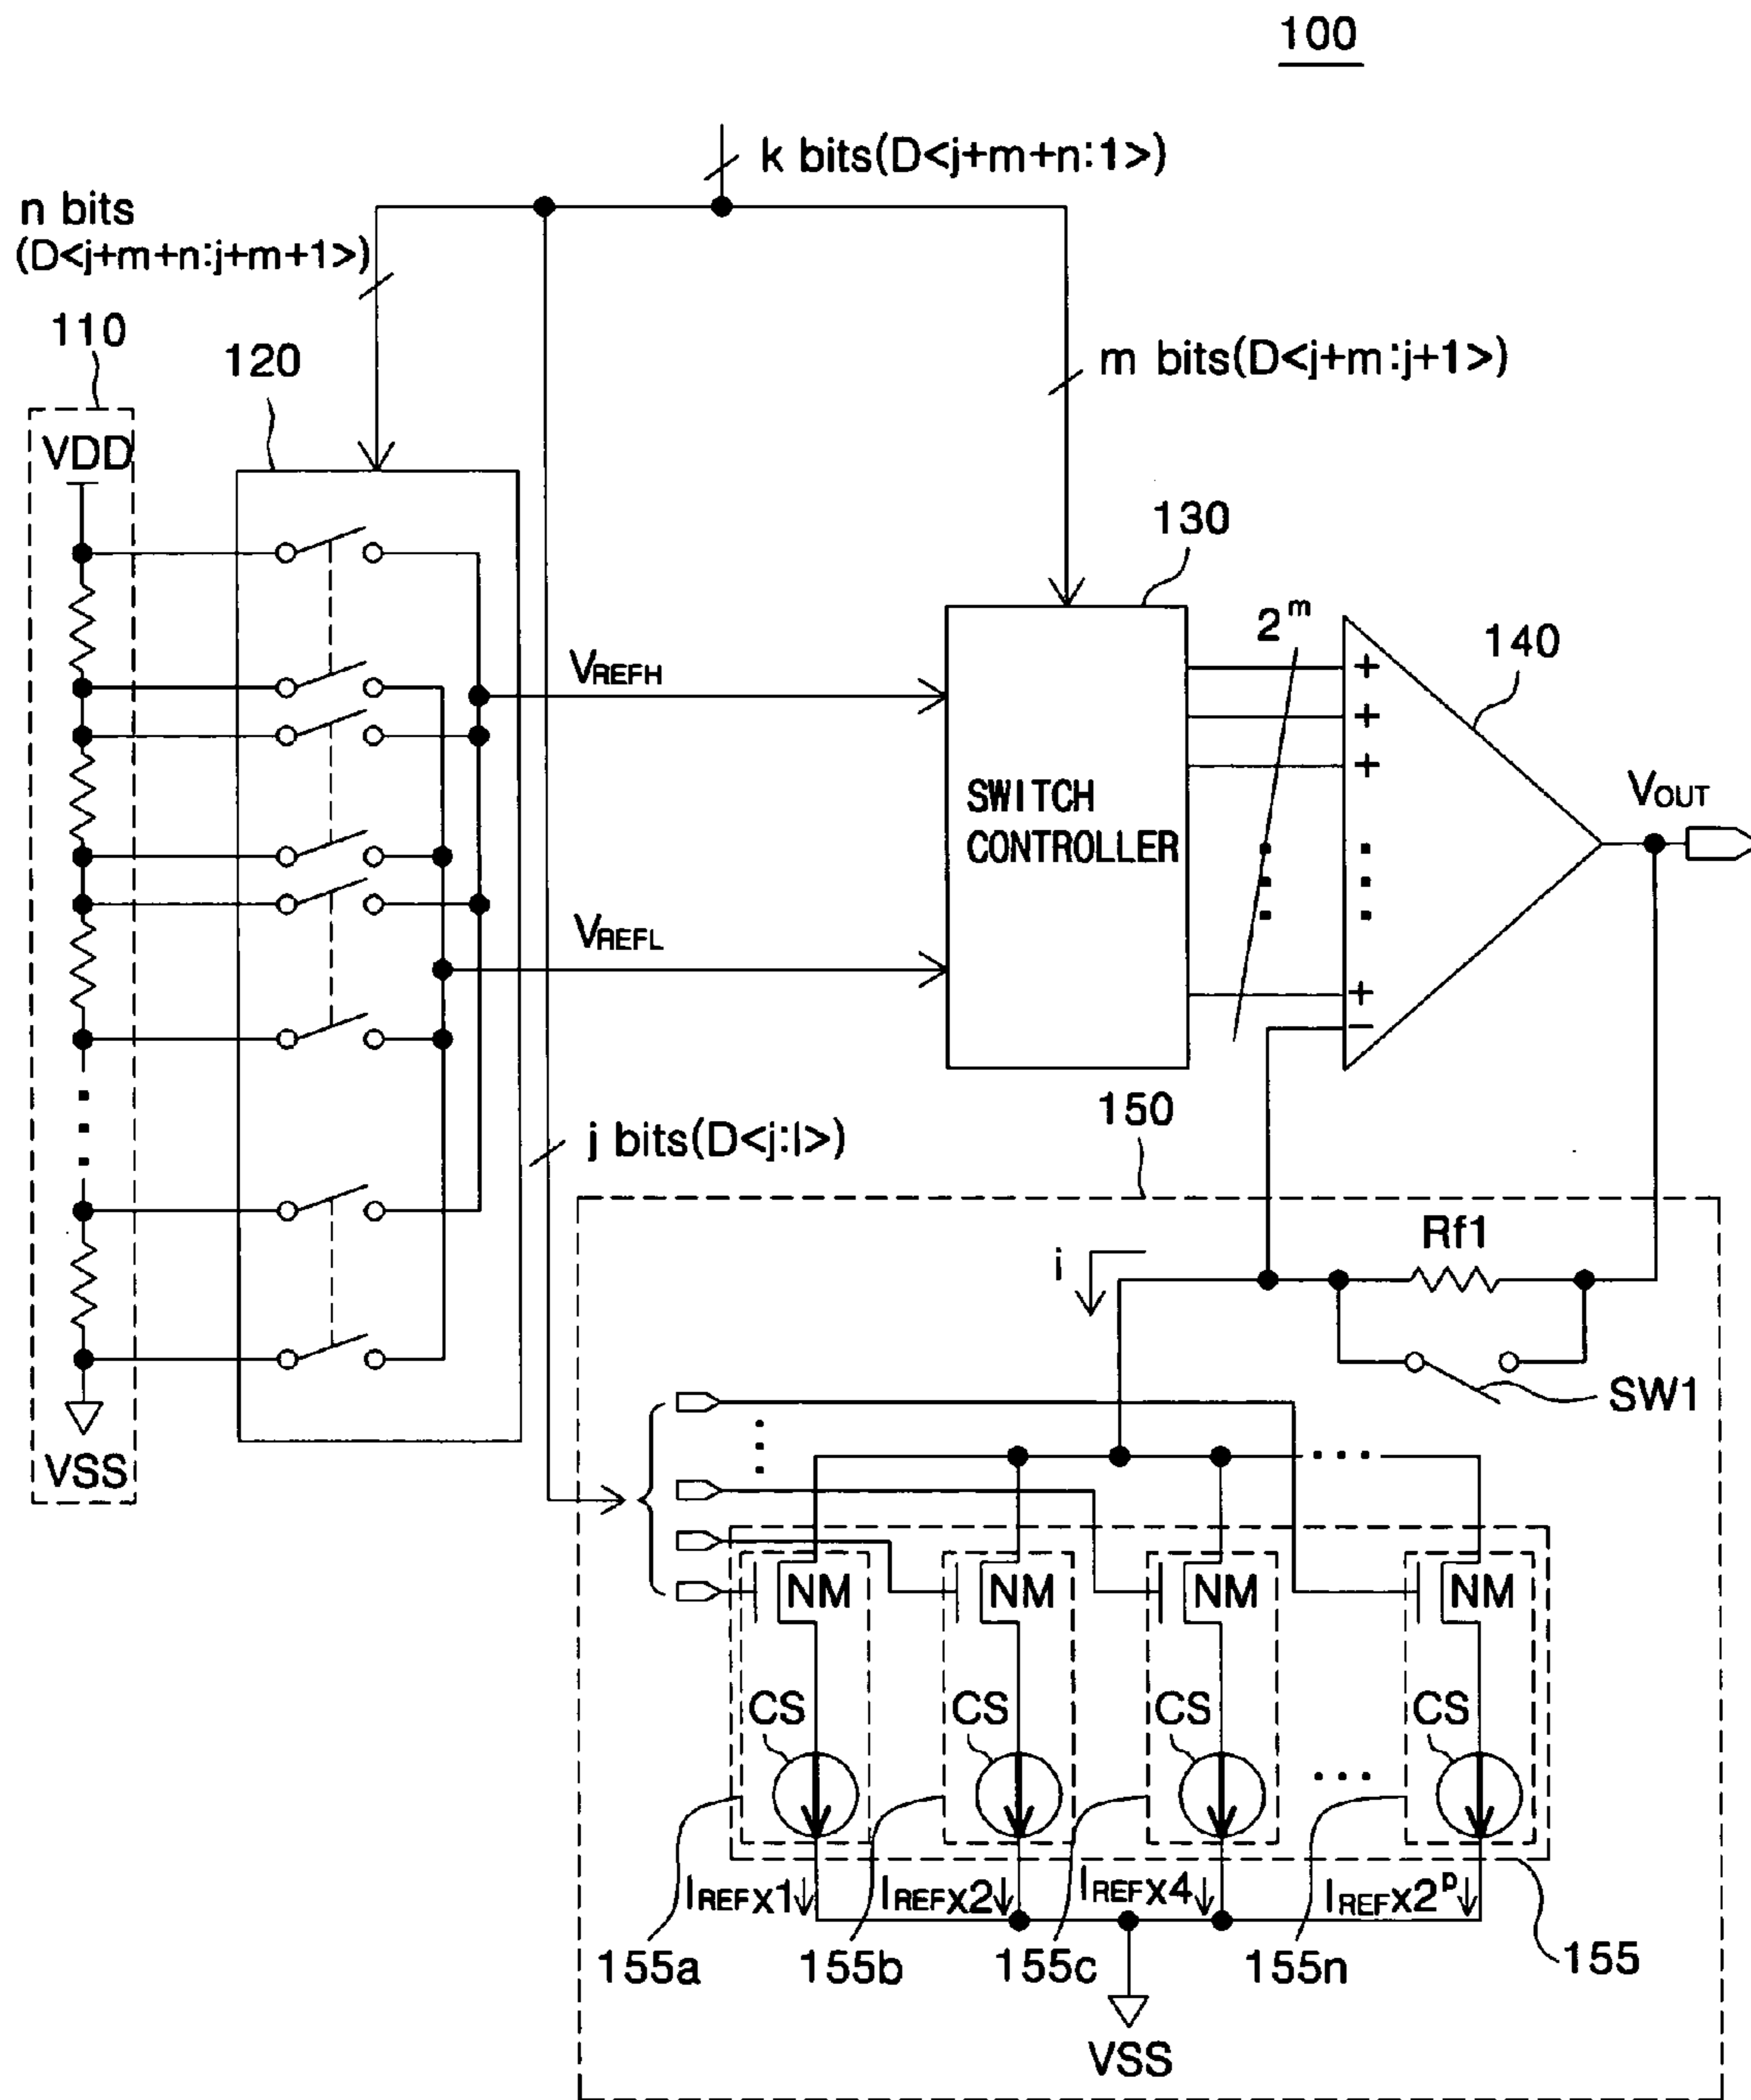 100
k bits(D<j+m+n:1>)
n bits
(D<j+m+n:j+m+1>)
110
120
m bits(D<j+m:j+1>)
VDD
130
2^m
140
VREFH
+
+
+
SWITCH
CONTROLLER
VOUT
VREFL
+
−
150
j bits(D<j:l>)
i
Rf1
SW1
VSS
NM NM NM NM
CS CS CS CS
IREFX1 IREFX2 IREFX4 IREFX2^p
155a 155b 155c 155n 155
VSS